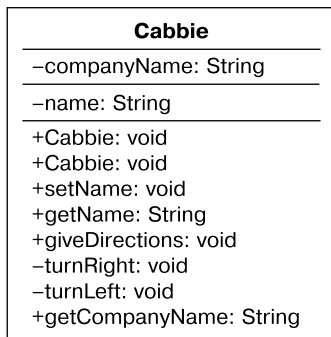 Cabbie
–companyName: String
–name: String
+Cabbie: void
+Cabbie: void
+setName: void
+getName: String
+giveDirections: void
–turnRight: void
–turnLeft: void
+getCompanyName: String